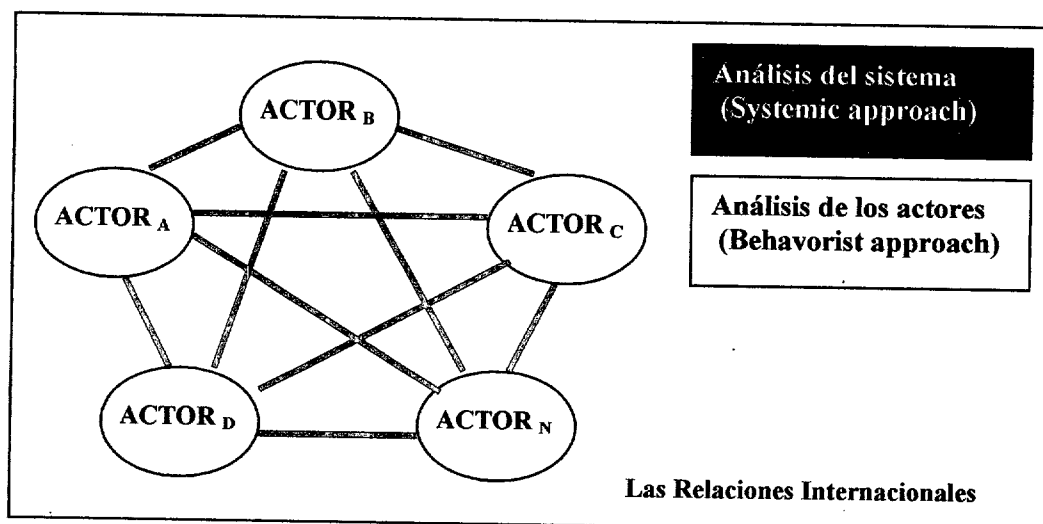 ACTOR B
ACTOR A
ACTOR C
ACTOR D
ACTOR N
Análisis del sistema
(Systemic approach)
Análisis de los actores
(Behavorist approach)
Las Relaciones Internacionales